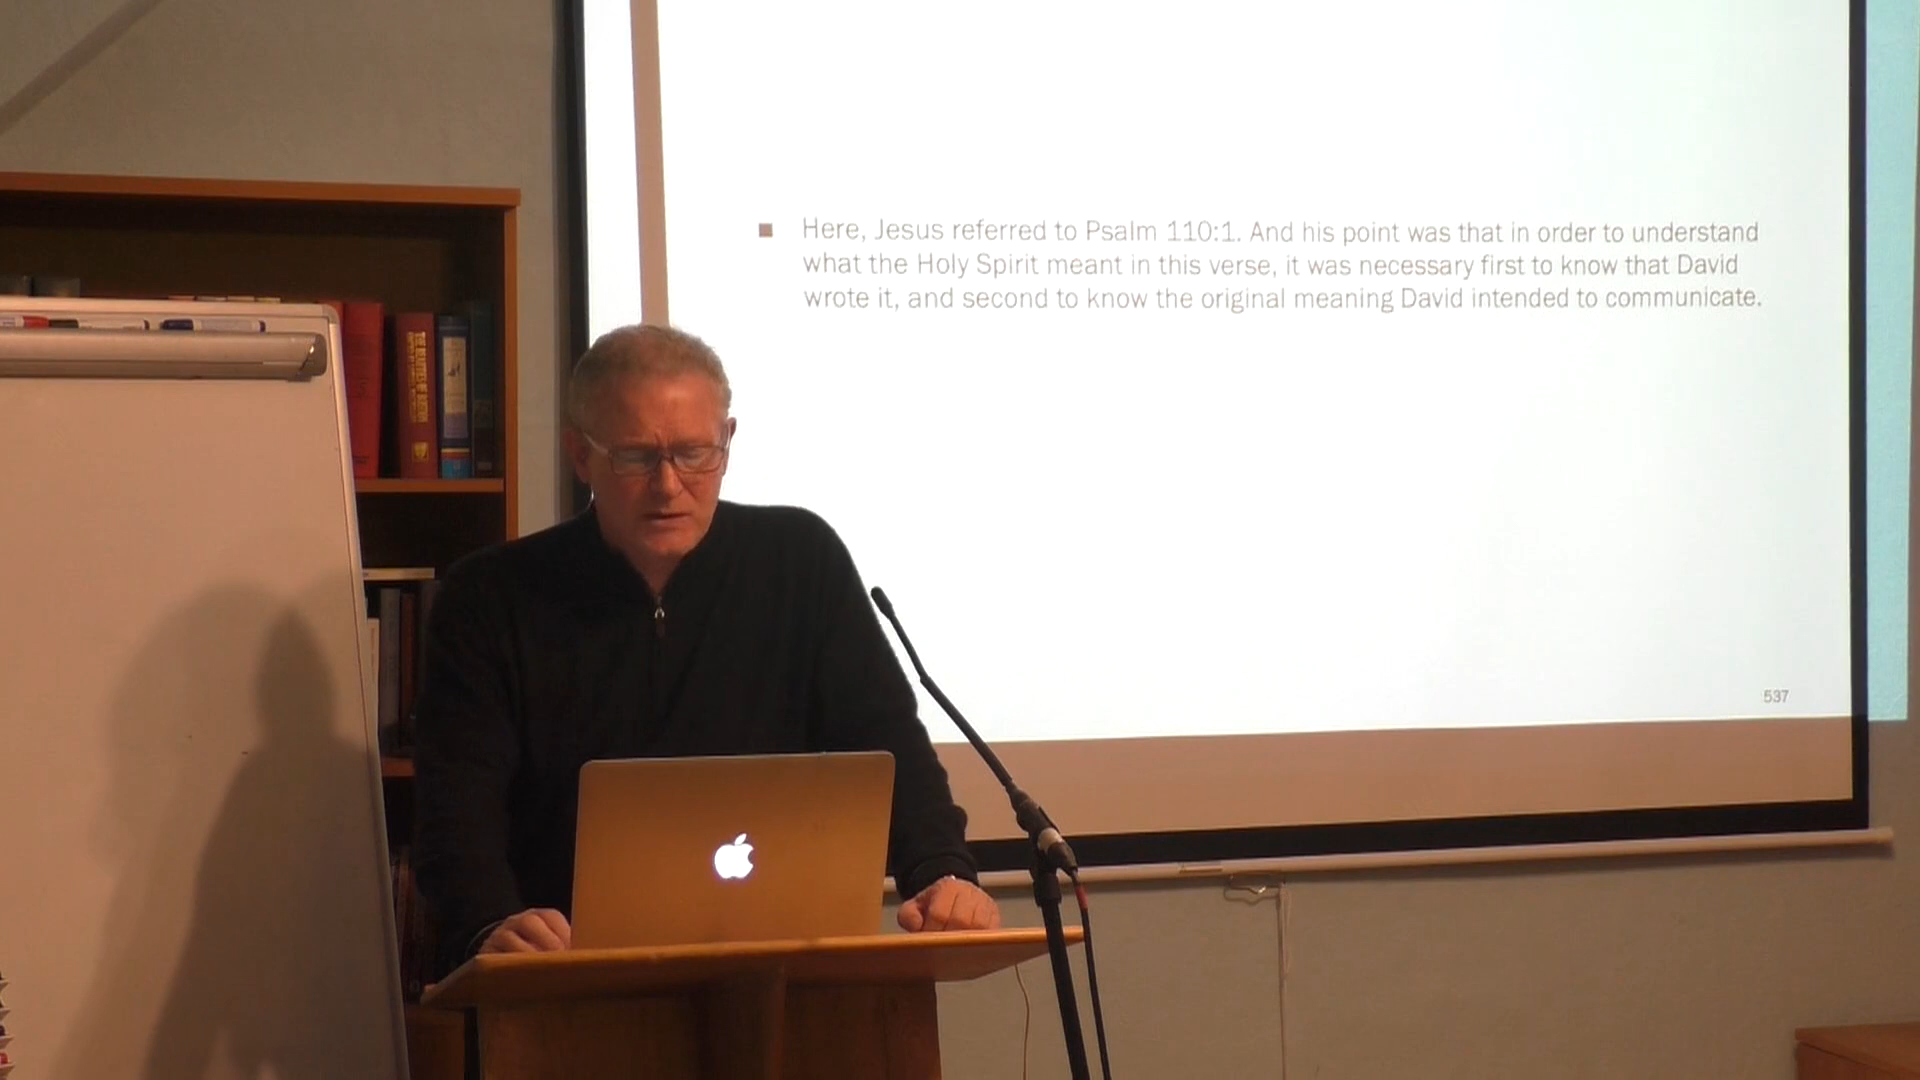 Here, Jesus referred to Psalm 110:1. And his point was that in order to understand
what the Holy Spirit meant in this verse, it was necessary first to know that David
wrote it, and second to know the original meaning David intended to communicate.
537